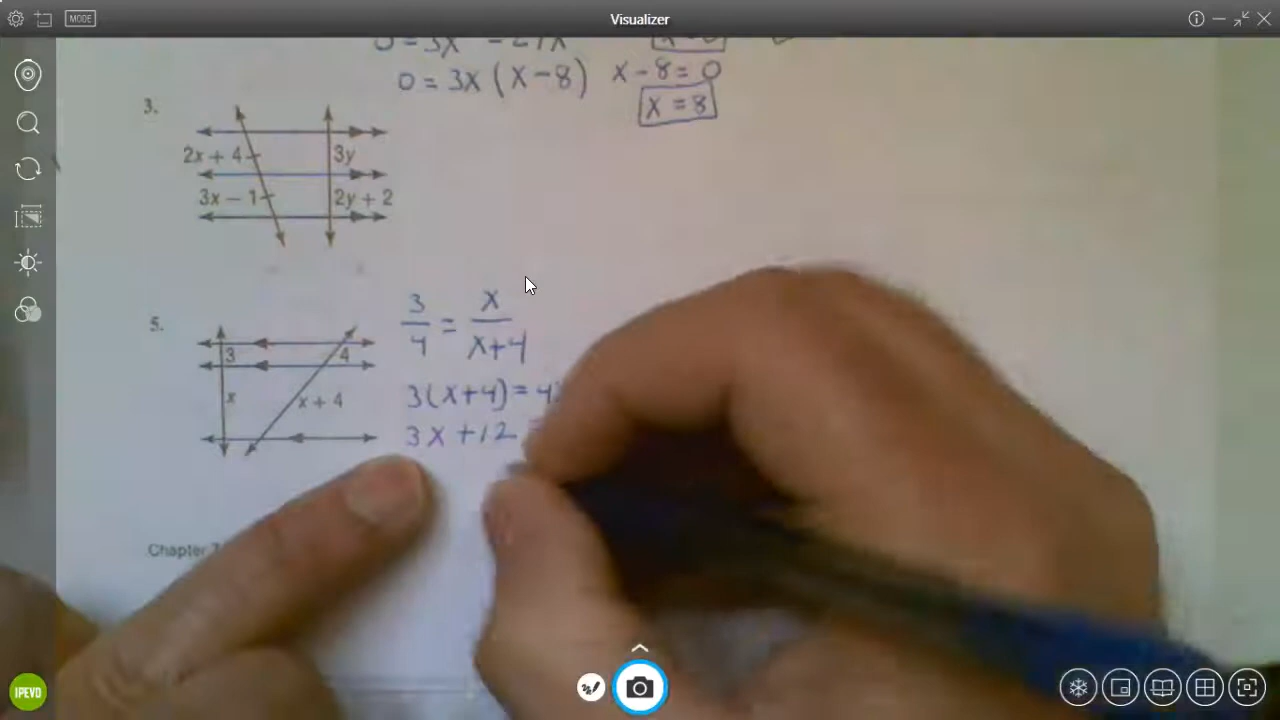 MODE
Visualizer
0 = 3x (x-8)
x-8 = 0
x = 8
3.
2x + 4
3y
3x - 1
2y + 2
5.
3
4
x
x + 4
3/4 = x/x+4
3(x+4) = 4
3x +12
Chapter
IPEVO